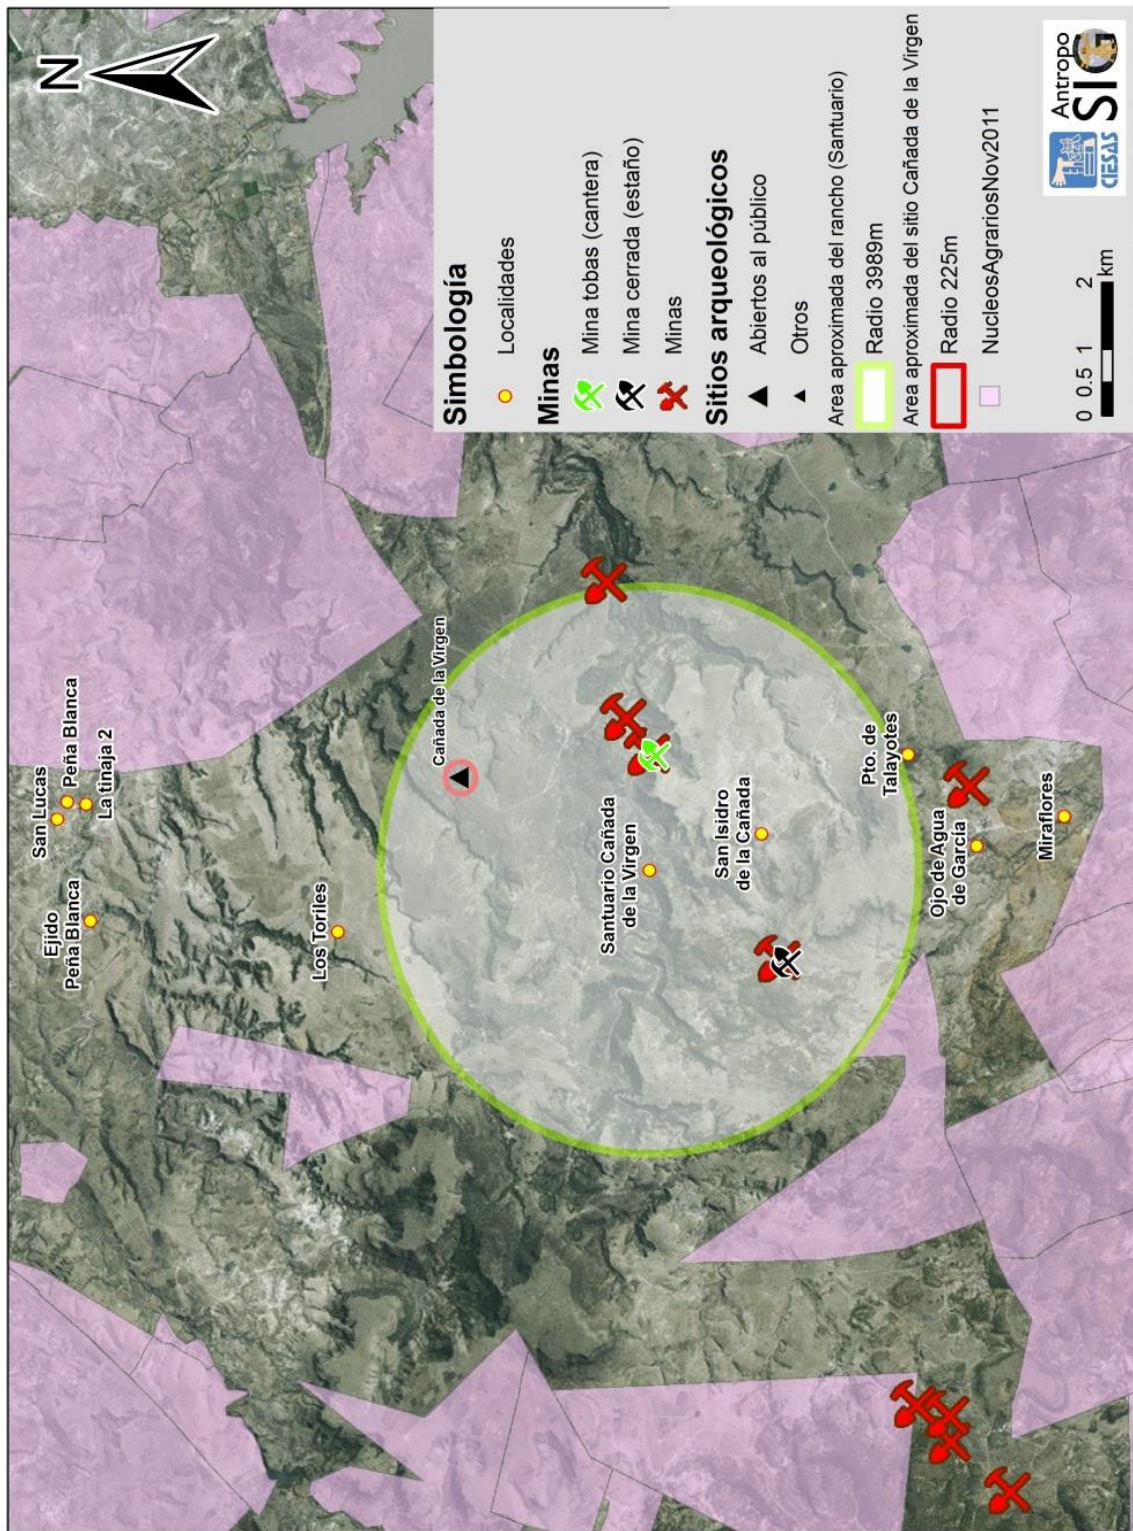 N
San Lucas
Peña Blanca
La tinaja 2
Ejido
Peña Blanca
Los Toriles
Cañada de la Virgen
Santuario Cañada
de la Virgen
San Isidro
de la Cañada
Pto. de
Talayotes
Ojo de Agua
de García
Miraflores
Simbología
Localidades
Minas
Mina tobas (cantera)
Mina cerrada (estaño)
Minas
Sitios arqueológicos
Abiertos al público
Otros
Area aproximada del rancho (Santuario)
Radio 3989m
Area aproximada del sitio Cañada de la Virgen
Radio 225m
NucleosAgrariosNov2011
0 0.5 1 2
km
CIESAS
Antropo
SIG